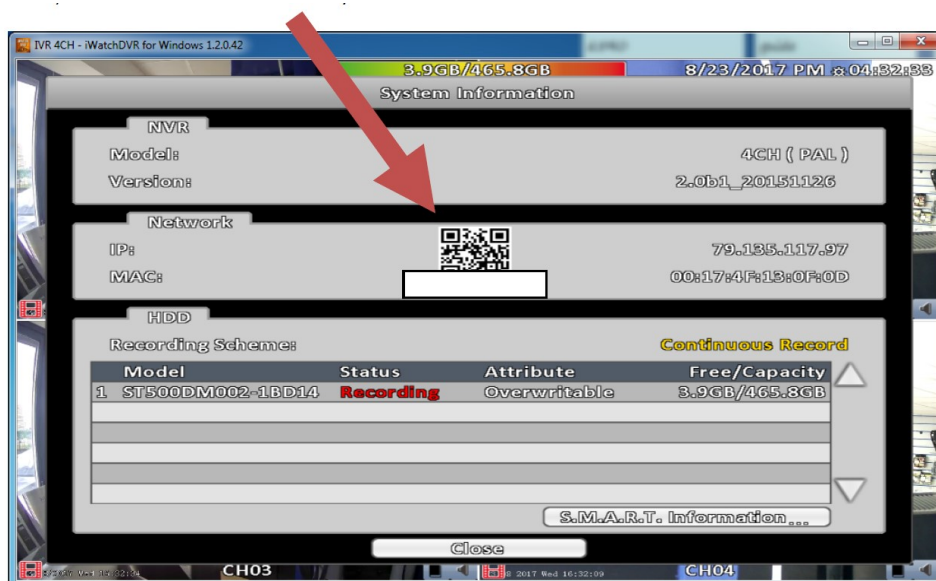 IVR 4CH - iWatchDVR for Windows 1.2.0.42
3.9GB/465.8GB
8/23/2017 PM 04:32:33
System Information
NVR
Model: 4CH ( PAL )
Version: 2.0b1_20151126
Network
IP: 79.135.117.97
MAC: 00:17:4F:13:0F:0D
HDD
Recording Scheme: Continuous Record
Model Status Attribute Free/Capacity
1 ST500DM002-1BD14 Recording Overwritable 3.9GB/465.8GB
S.M.A.R.T. Information...
Close
CH03
2017 Wed 16:32:09
CH04